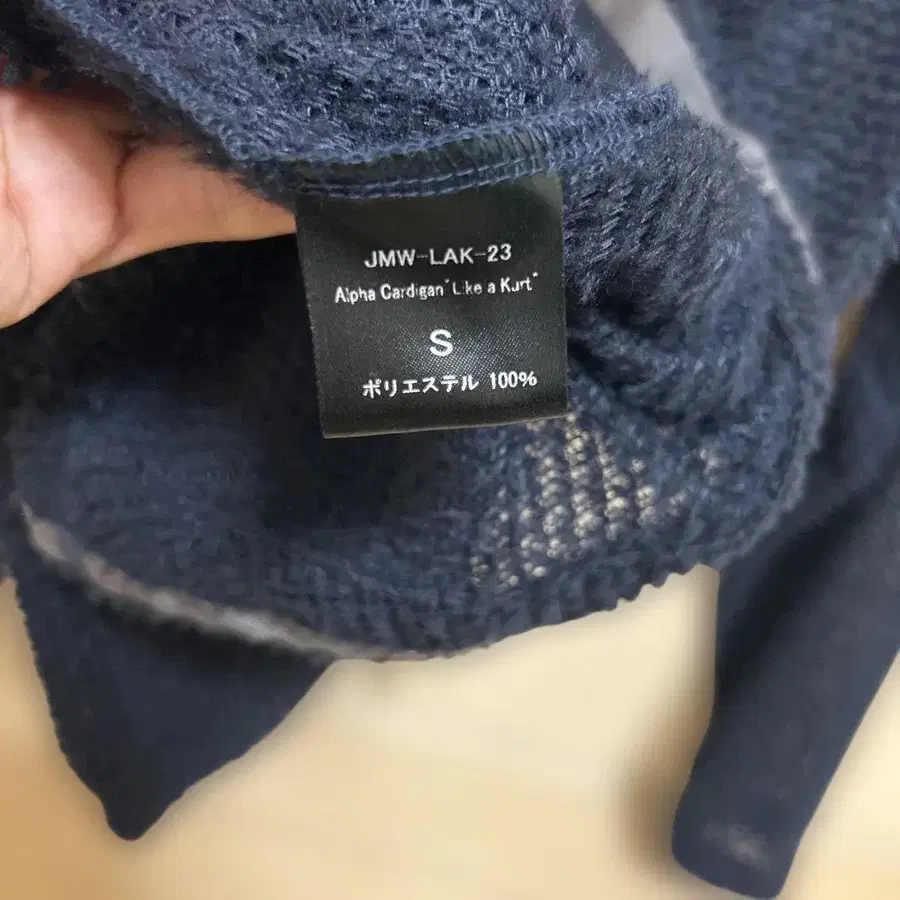 JMW-LAK-23
Alpha Cardigan"Like a Kurt"
S
ポリエステル 100%